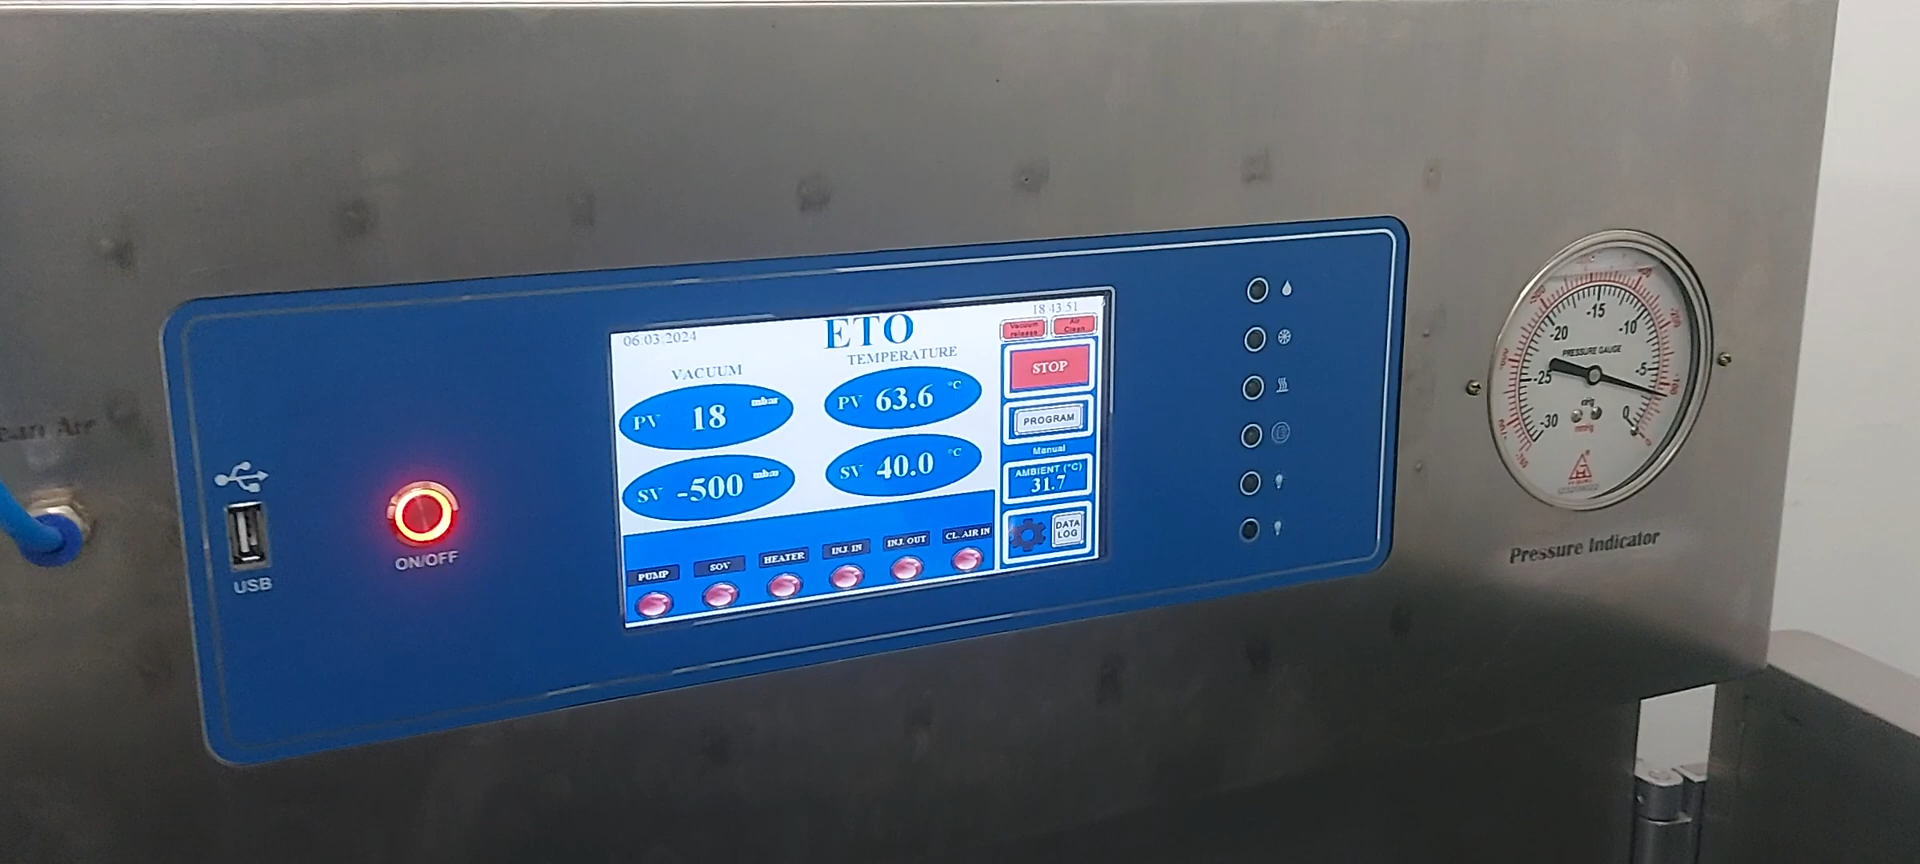 USB
ON/OFF
06/03/2024
ETO
18:43:51
VACUUM
TEMPERATURE
Vacuum
release
Air
Clean
PV 18 mbar
PV 63.6 °C
STOP
SV -500 mbar
SV 40.0 °C
PROGRAM
Manual
AMBIENT (°C)
31.7
DATA
LOG
PUMP
SOV
HEATER
INJ. IN
INJ. OUT
CL. AIR IN
-30
-25
-20
-15
-10
-5
0
PRESSURE GAUGE
mmHg
Pressure Indicator